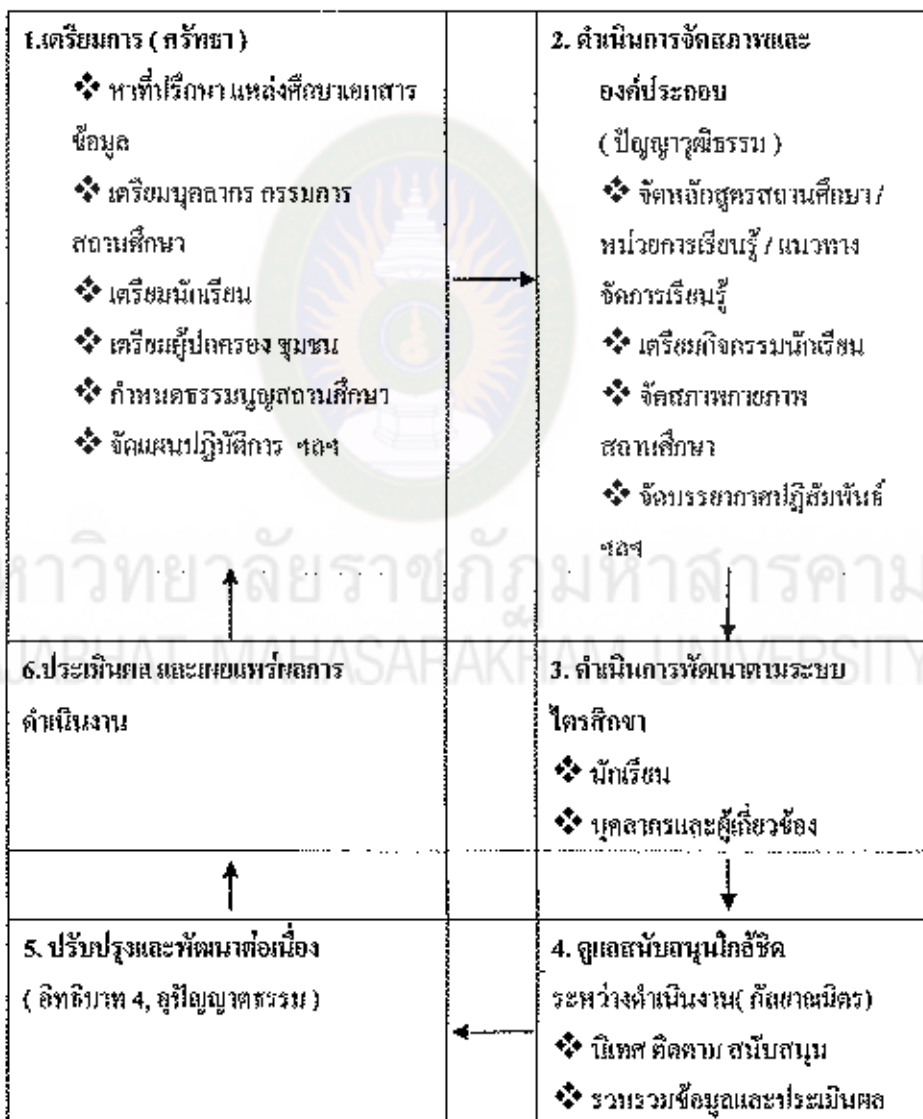 1.เตรียมการ ( ศรัทธา )
❖ หาที่ปรึกษา แหล่งศึกษาเอกสาร
ข้อมูล
❖ เตรียมบุคลากร กรรมการ
สถานศึกษา
❖ เตรียมนักเรียน
❖ เตรียมผู้ปกครอง ชุมชน
❖ กำหนดธรรมนูญสถานศึกษา
❖ จัดแผนปฏิบัติการ ฯลฯ
2. ดำเนินการจัดสภาพและ
องค์ประกอบ
( ปัญญาวุฒิธรรม )
❖ จัดหลักสูตรสถานศึกษา /
หน่วยการเรียนรู้ / แนวทาง
จัดการเรียนรู้
❖ เตรียมกิจกรรมนักเรียน
❖ จัดสภาพกายภาพ
สถานศึกษา
❖ จัดบรรยากาศปฏิสัมพันธ์
ฯลฯ
หาวิทยาลัยราชภัฏมหาสารคาม
JABHAT MAHASARAKHAM UNIVERSITY
3. ดำเนินการพัฒนาตามระบบ
ไตรสิกขา
❖ นักเรียน
❖ บุคลากรและผู้เกี่ยวข้อง
4. ดูแลสนับสนุนใกล้ชิด
ระหว่างดำเนินงาน( กัลยาณมิตร)
❖ นิเทศ ติดตาม สนับสนุน
❖ รวบรวมข้อมูลและประเมินผล
5. ปรับปรุงและพัฒนาต่อเนื่อง
( อิทธิบาท 4, อุปัญญาตธรรม )
6.ประเมินผล และเผยแพร่ผลการ
ดำเนินงาน